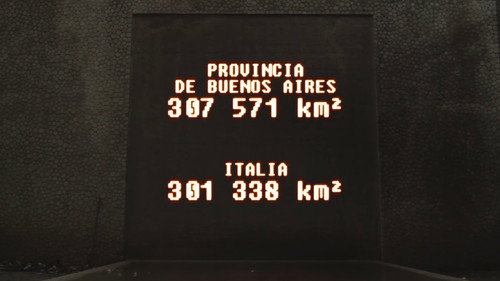 PROVINCIA
DE BUENOS AIRES
307 571 km²
ITALIA
301 338 km²